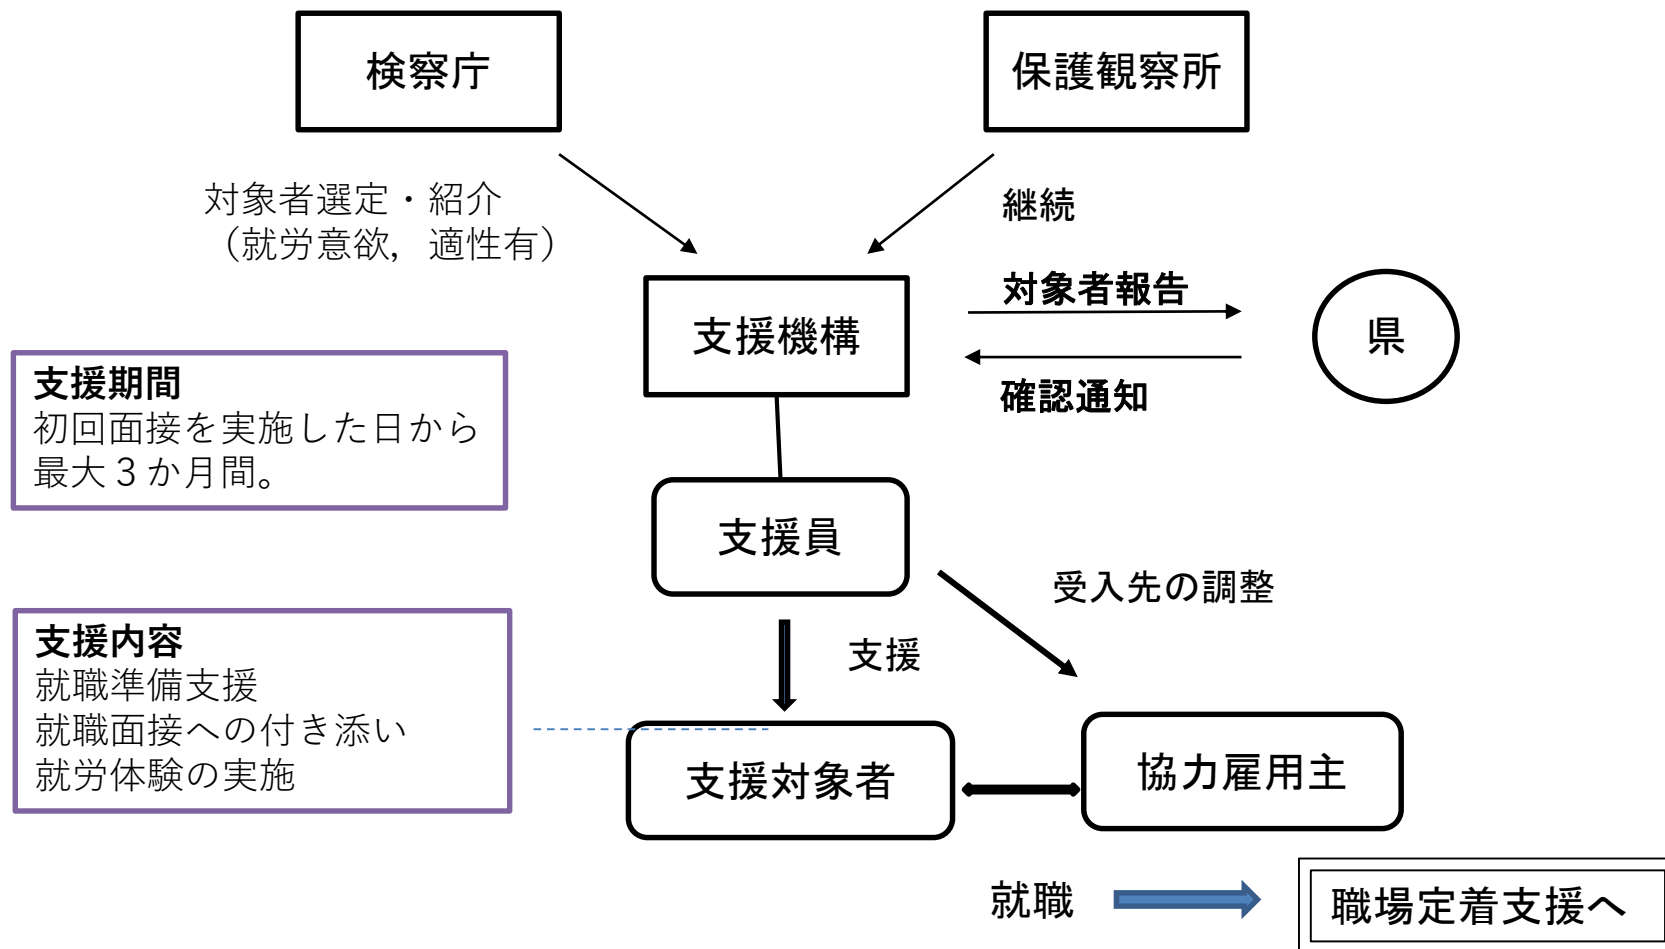 検察庁
保護観察所
対象者選定・紹介
（就労意欲，適性有）
継続
支援機構
対象者報告
確認通知
県
支援期間
初回面接を実施した日から
最大３か月間。
支援員
受入先の調整
支援
支援内容
就職準備支援
就職面接への付き添い
就労体験の実施
支援対象者
協力雇用主
就職
職場定着支援へ